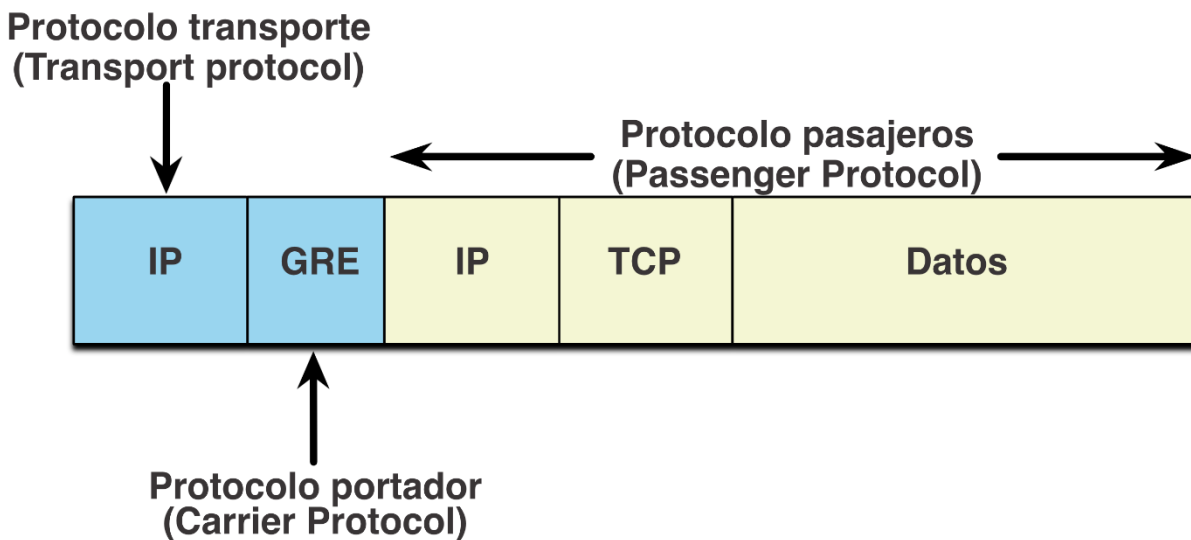 Protocolo transporte
(Transport protocol)
Protocolo pasajeros
(Passenger Protocol)
IP GRE IP TCP Datos
Protocolo portador
(Carrier Protocol)